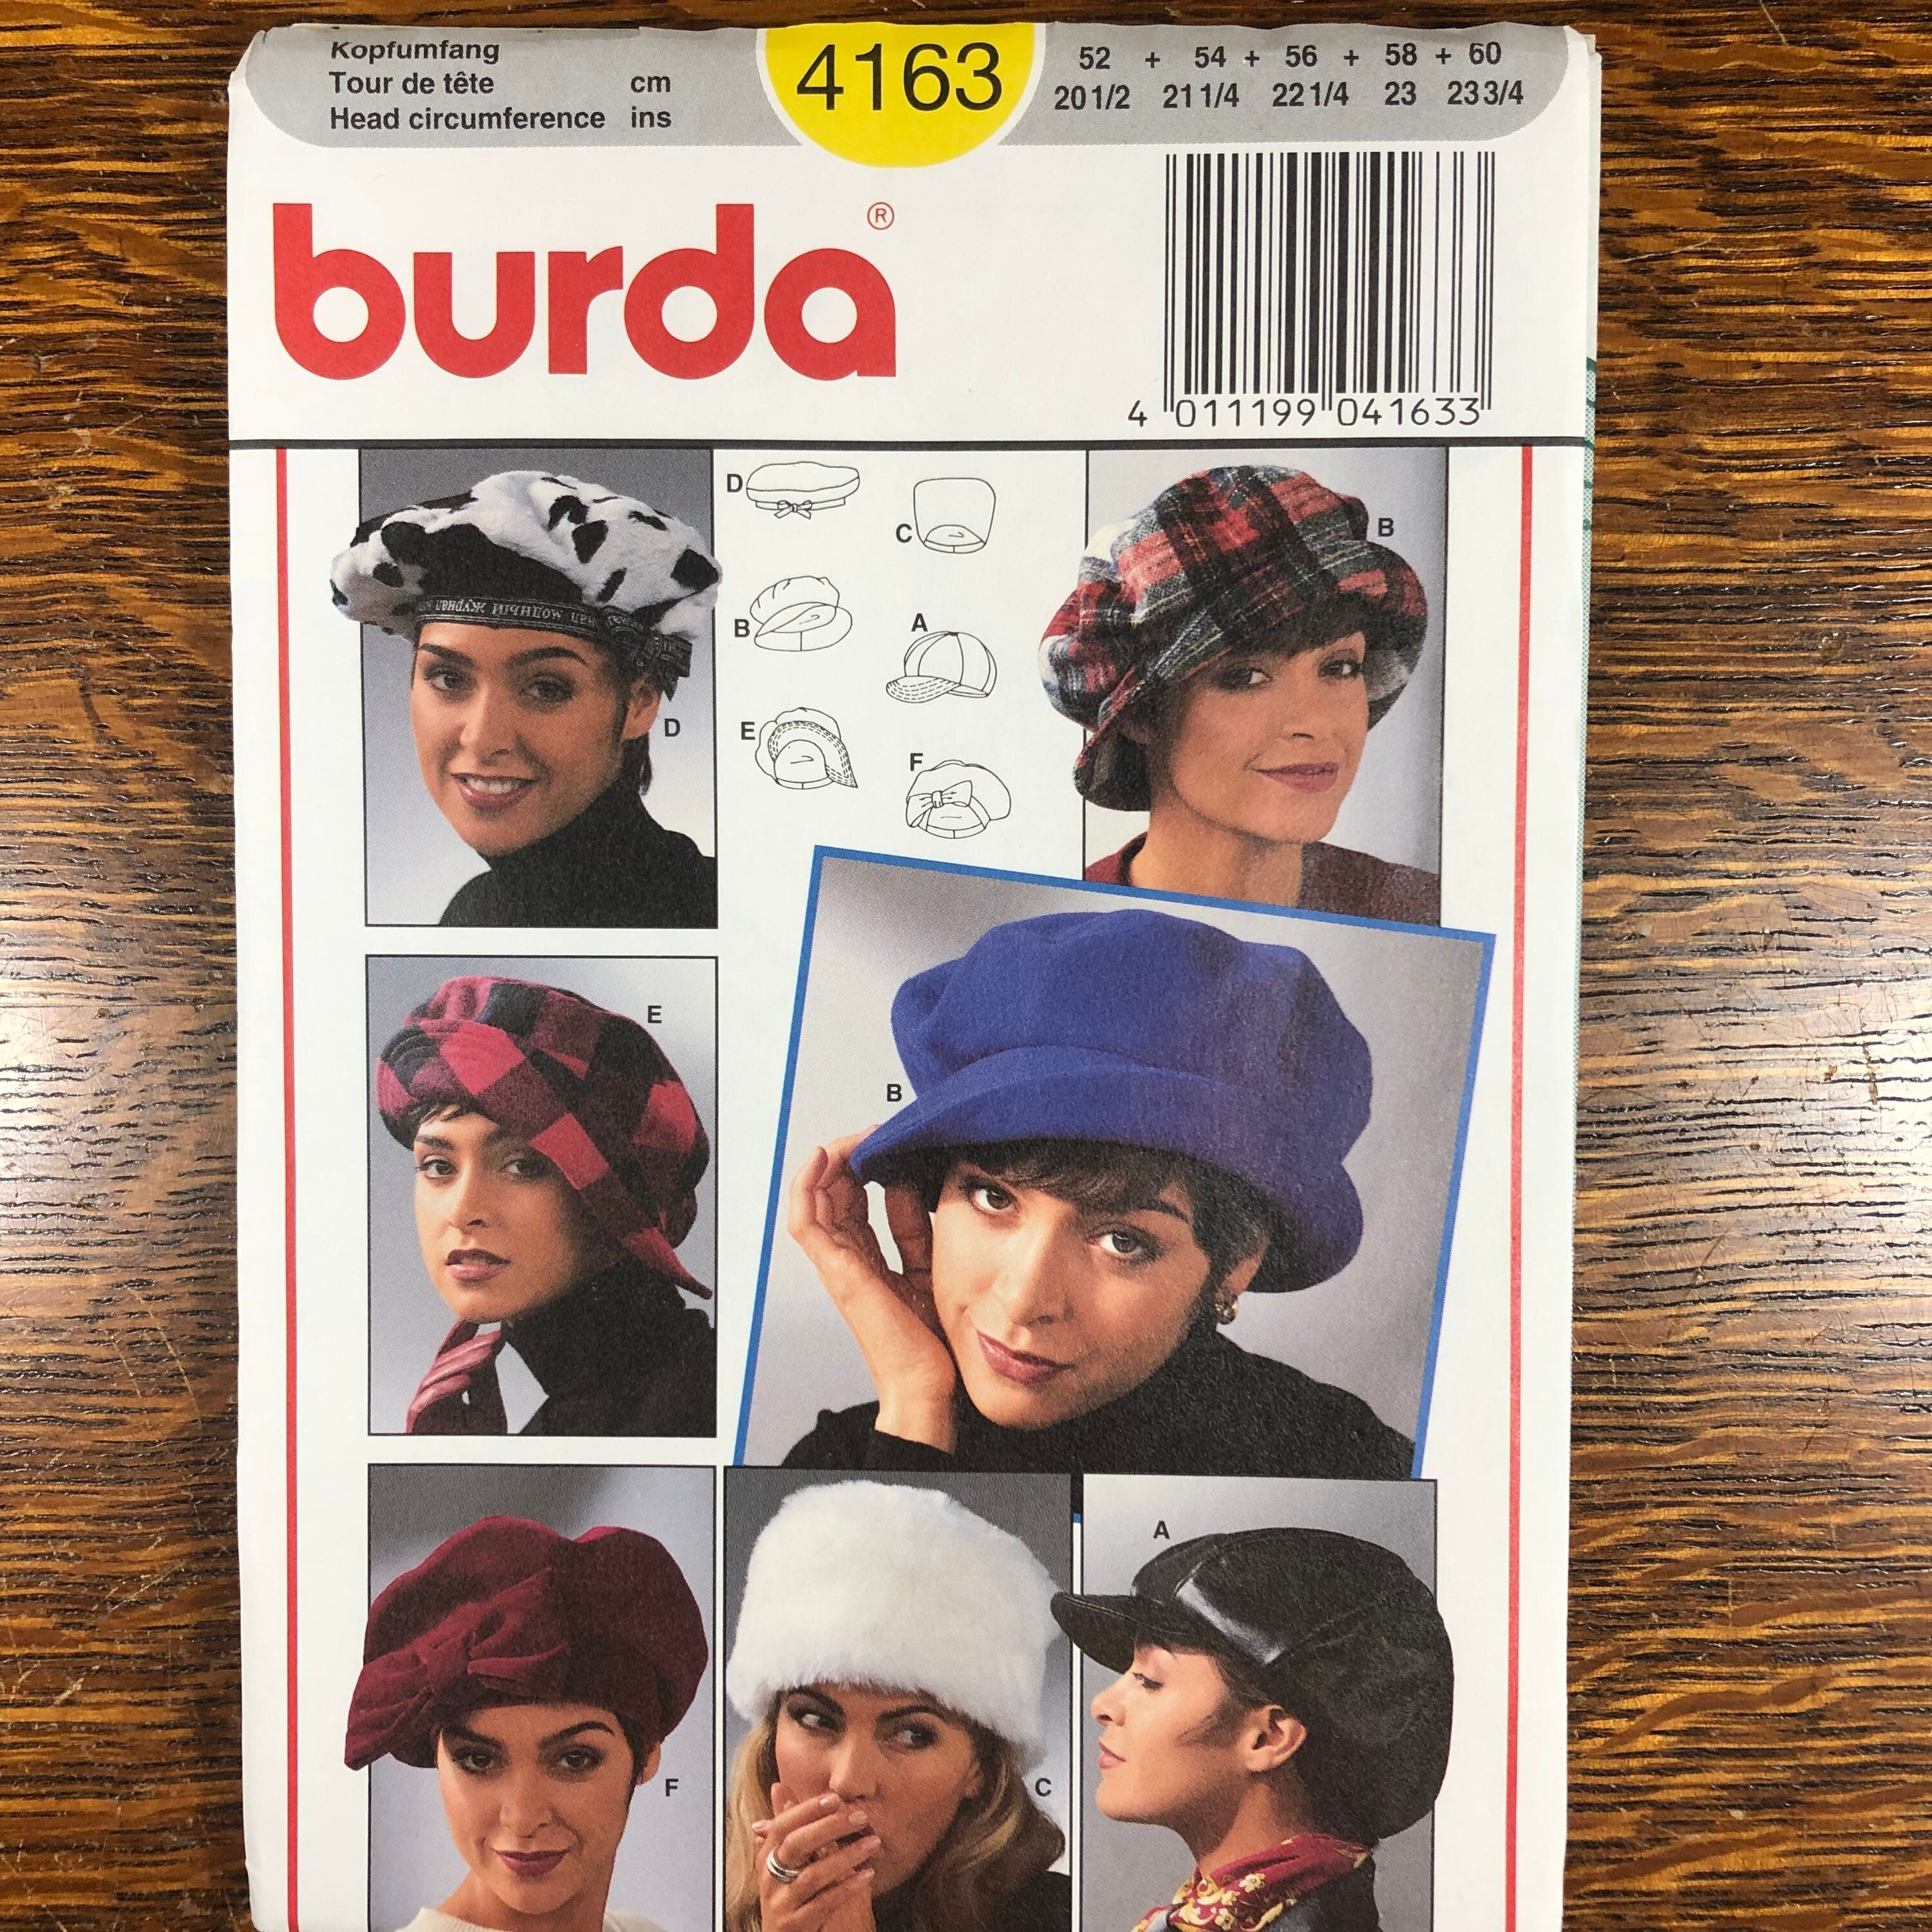 Kopfumfang
Tour de tête cm
Head circumference ins
4163
52 + 54 + 56 + 58 + 60
20 1/2 21 1/4 22 1/4 23 23 3/4
burda®
4 011199 041633
D
C
B
A
E
F
D
B
E
B
F
C
A